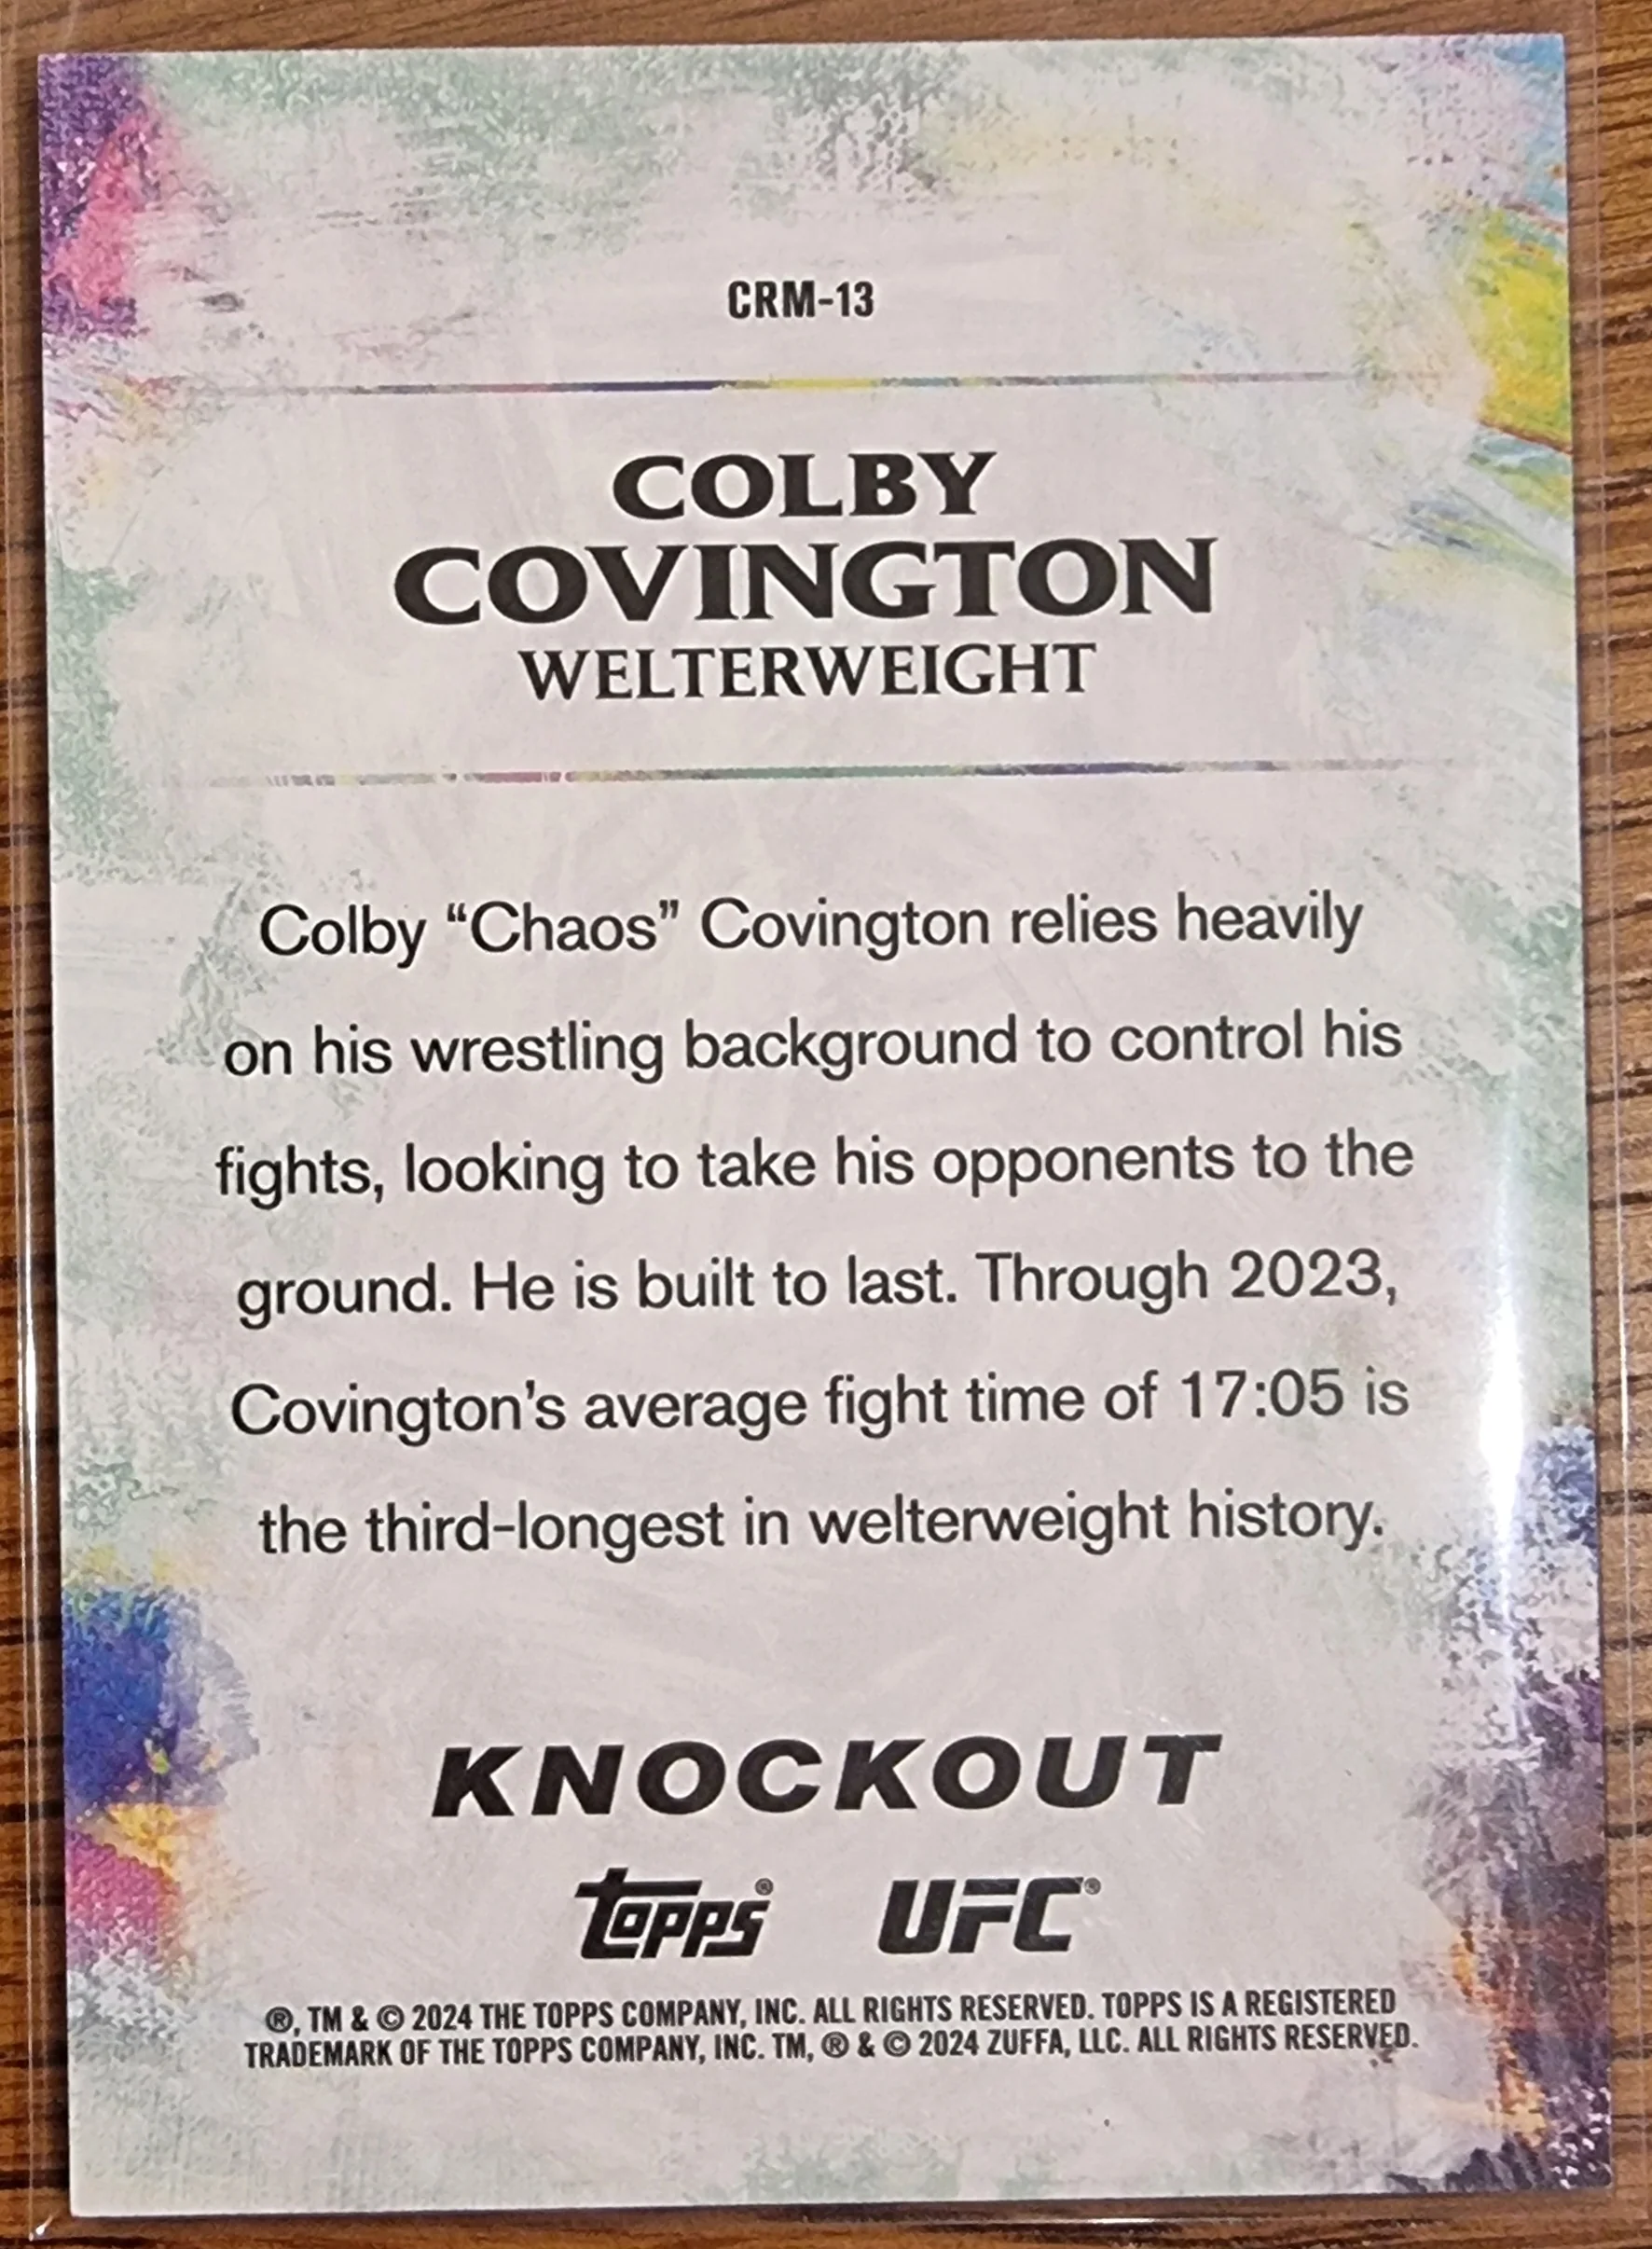 CRM-13
COLBY
COVINGTON
WELTERWEIGHT
Colby “Chaos” Covington relies heavily
on his wrestling background to control his
fights, looking to take his opponents to the
ground. He is built to last. Through 2023,
Covington’s average fight time of 17:05 is
the third-longest in welterweight history.
KNOCKOUT
topps® UFC®
®, TM & © 2024 THE TOPPS COMPANY, INC. ALL RIGHTS RESERVED. TOPPS IS A REGISTERED
TRADEMARK OF THE TOPPS COMPANY, INC. TM, ® & © 2024 ZUFFA, LLC. ALL RIGHTS RESERVED.